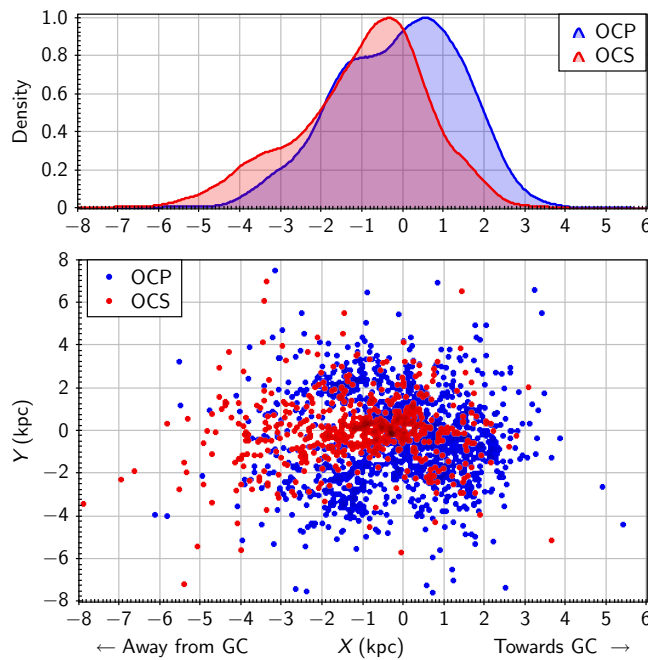 1.0
0.8
0.6
0.4
0.2
0
Density
OCP
OCS
−8 −7 −6 −5 −4 −3 −2 −1 0 1 2 3 4 5 6
8
6
4
2
0
−2
−4
−6
−8
Y (kpc)
OCP
OCS
−8 −7 −6 −5 −4 −3 −2 −1 0 1 2 3 4 5 6
← Away from GC X (kpc) Towards GC →